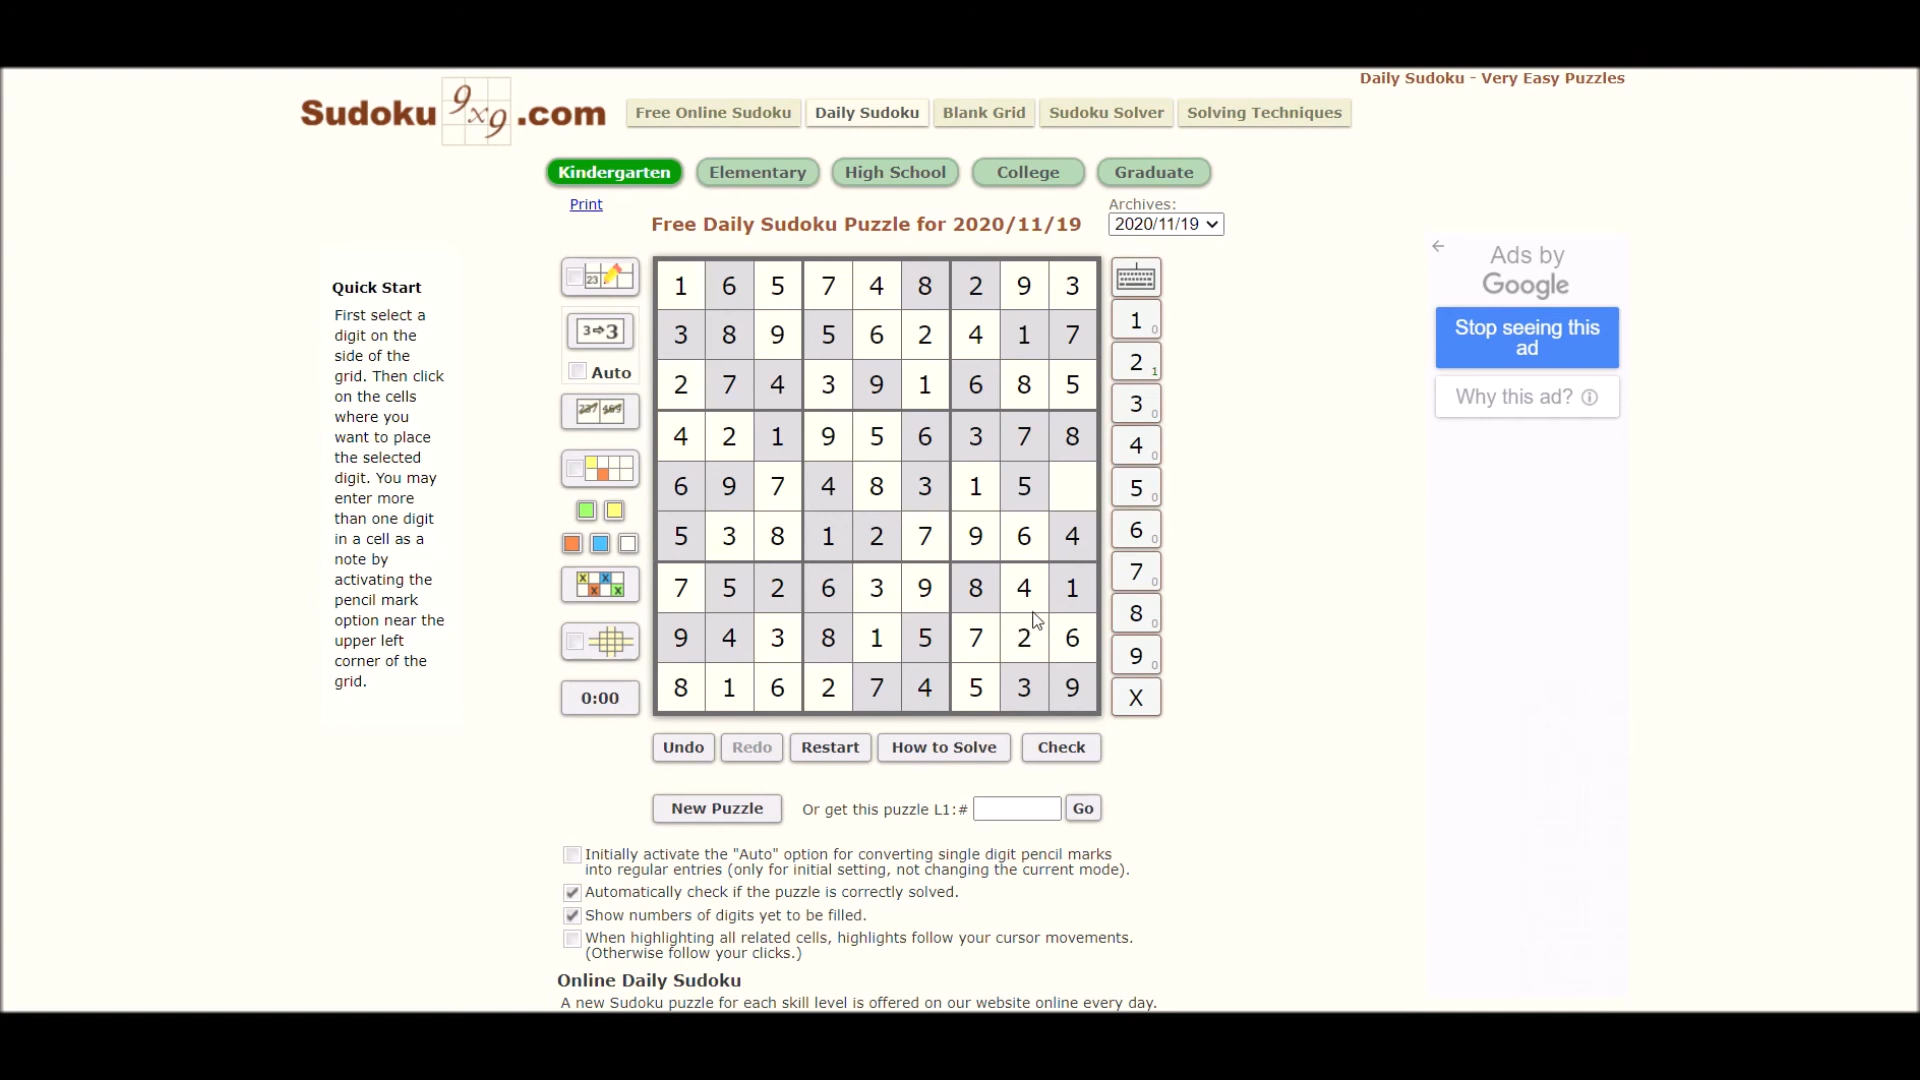 Daily Sudoku - Very Easy Puzzles
Sudoku 9x9 .com
Free Online Sudoku Daily Sudoku Blank Grid Sudoku Solver Solving Techniques
Kindergarten Elementary High School College Graduate
Print
Archives:
Free Daily Sudoku Puzzle for 2020/11/19
2020/11/19
Quick Start
First select a
digit on the
side of the
grid. Then click
on the cells
where you
want to place
the selected
digit. You may
enter more
than one digit
in a cell as a
note by
activating the
pencil mark
option near the
upper left
corner of the
grid.
23
3⇨3
Auto
237 469
X X
X X
0:00
1 6 5 7 4 8 2 9 3
3 8 9 5 6 2 4 1 7
2 7 4 3 9 1 6 8 5
4 2 1 9 5 6 3 7 8
6 9 7 4 8 3 1 5
5 3 8 1 2 7 9 6 4
7 5 2 6 3 9 8 4 1
9 4 3 8 1 5 7 2 6
8 1 6 2 7 4 5 3 9
1 0
2 1
3 0
4 0
5 0
6 0
7 0
8 0
9 0
X
Ads by
Google
Stop seeing this
ad
Why this ad?
Undo Redo Restart How to Solve Check
New Puzzle Or get this puzzle L1:# Go
Initially activate the "Auto" option for converting single digit pencil marks
into regular entries (only for initial setting, not changing the current mode).
Automatically check if the puzzle is correctly solved.
Show numbers of digits yet to be filled.
When highlighting all related cells, highlights follow your cursor movements.
(Otherwise follow your clicks.)
Online Daily Sudoku
A new Sudoku puzzle for each skill level is offered on our website online every day.